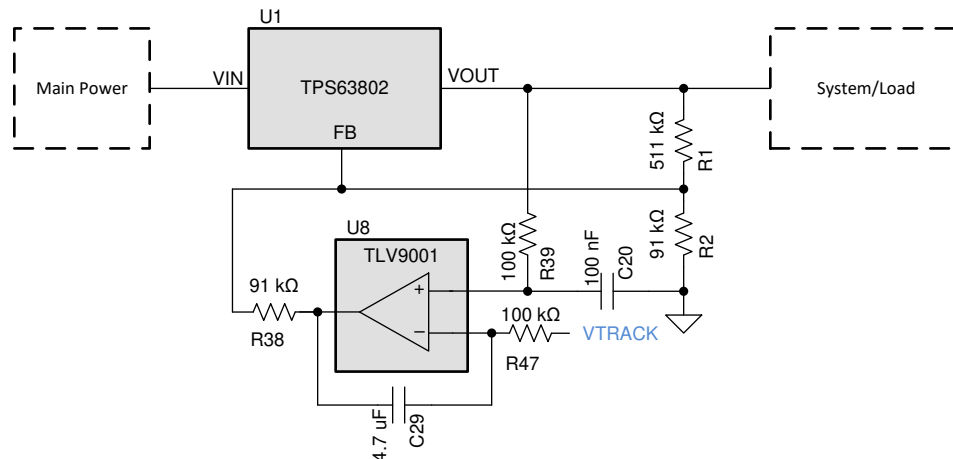 U1
Main Power
VIN
TPS63802
VOUT
System/Load
FB
511 kΩ
R1
U8
TLV9001
100 kΩ
R39
100 nF
C20
91 kΩ
R2
91 kΩ
R38
+
−
100 kΩ
R47
VTRACK
4.7 uF
C29